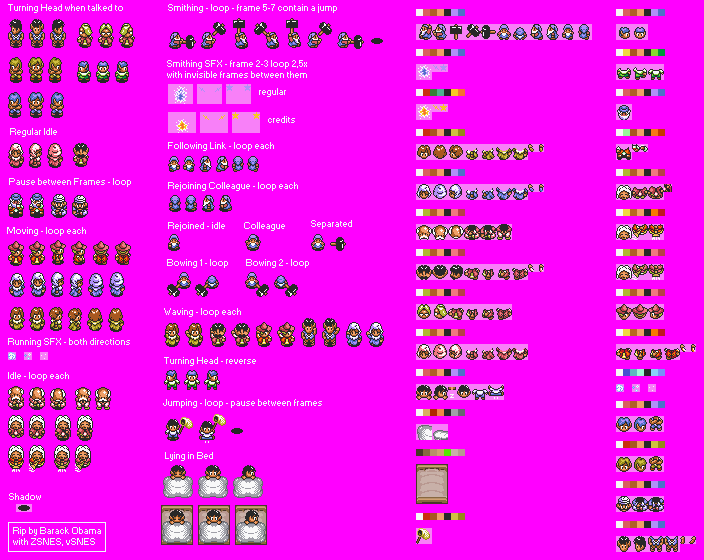 Turning Head when talked to
Regular Idle
Pause between Frames - loop
Moving - loop each
Running SFX - both directions
Idle - loop each
Shadow
Rip by Barack Obama
with ZSNES, vSNES
Smithing - loop - frame 5-7 contain a jump
Smithing SFX - frame 2-3 loop 2,5x
with invisible frames between them
regular
credits
Following Link - loop each
Rejoining Colleague - loop each
Rejoined - idle
Colleague
Separated
Bowing 1 - loop
Bowing 2 - loop
Waving - loop each
Turning Head - reverse
Jumping - loop - pause between frames
Lying in Bed